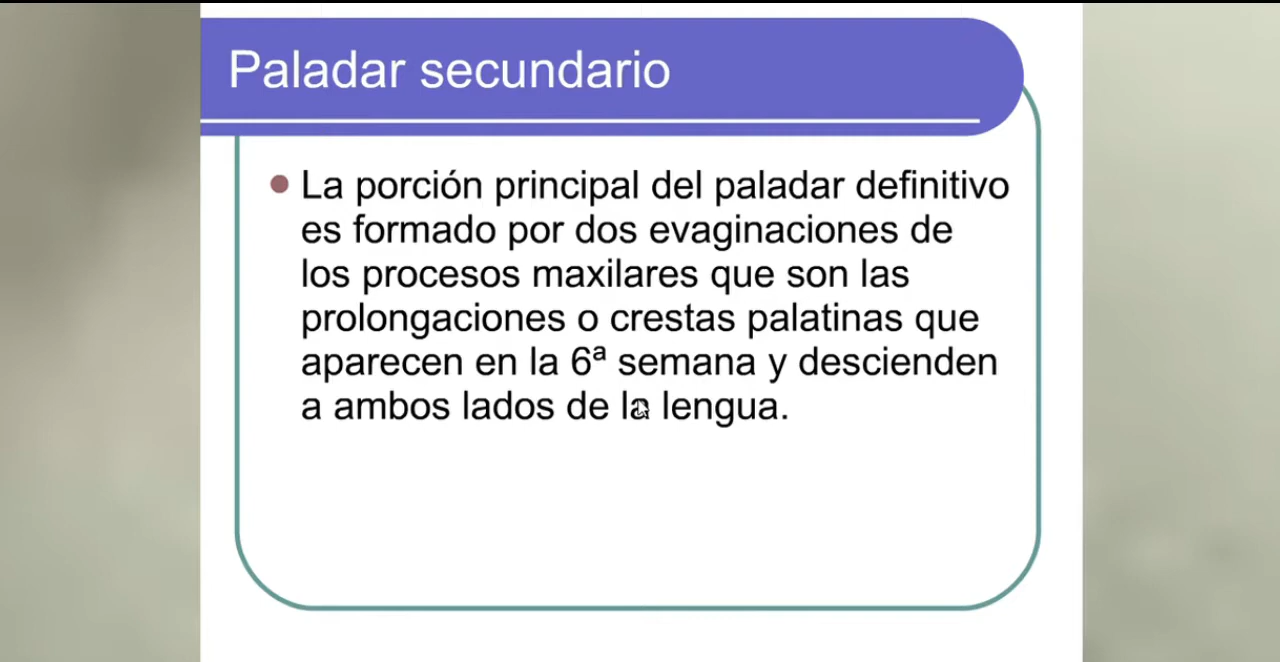 Paladar secundario
La porción principal del paladar definitivo
es formado por dos evaginaciones de
los procesos maxilares que son las
prolongaciones o crestas palatinas que
aparecen en la 6ª semana y descienden
a ambos lados de la lengua.